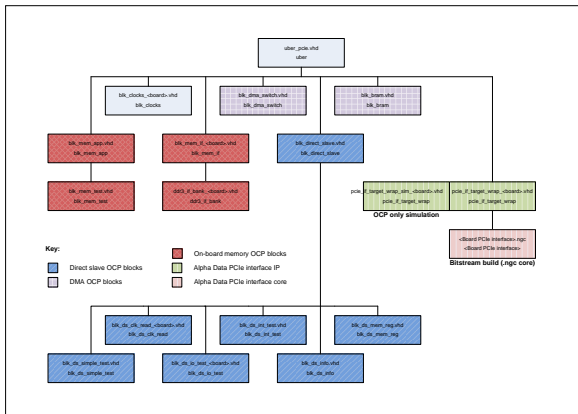 uber_pcie.vhd
uber
blk_clocks_<board>.vhd
blk_clocks
blk_dma_switch.vhd
blk_dma_switch
blk_bram.vhd
blk_bram
blk_mem_app.vhd
blk_mem_app
blk_mem_if_<board>.vhd
blk_mem_if
blk_direct_slave.vhd
blk_direct_slave
blk_mem_test.vhd
blk_mem_test
ddr3_if_bank_<board>.vhd
ddr3_if_bank
pcie_if_target_wrap_sim_<board>.vhd
pcie_if_target_wrap
pcie_if_target_wrap_<board>.vhd
pcie_if_target_wrap
OCP only simulation
<Board PCIe interface>.ngc
<Board PCIe interface>
Bitstream build (.ngc core)
Key:
Direct slave OCP blocks
DMA OCP blocks
On-board memory OCP blocks
Alpha Data PCIe interface IP
Alpha Data PCIe interface core
blk_ds_clk_read_<board>.vhd
blk_ds_clk_read
blk_ds_int_test.vhd
blk_ds_int_test
blk_ds_mem_reg.vhd
blk_ds_mem_reg
blk_ds_simple_test.vhd
blk_ds_simple_test
blk_ds_io_test_<board>.vhd
blk_ds_io_test
blk_ds_info.vhd
blk_ds_info